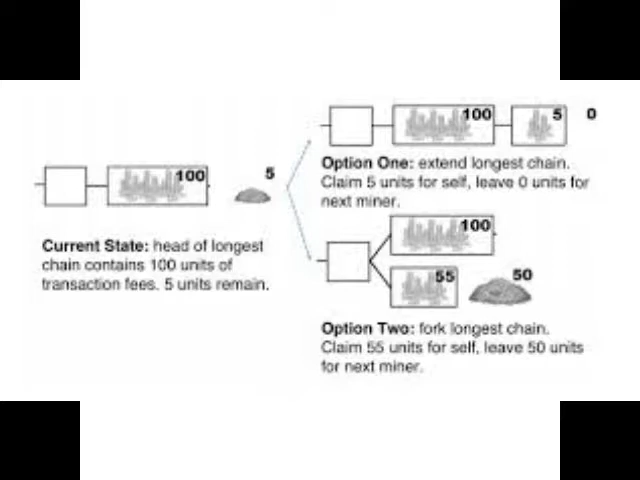 100 5 0
Option One: extend longest chain.
Claim 5 units for self, leave 0 units for
next miner.
100 5
Current State: head of longest
chain contains 100 units of
transaction fees. 5 units remain.
100
55 50
Option Two: fork longest chain.
Claim 55 units for self, leave 50 units
for next miner.